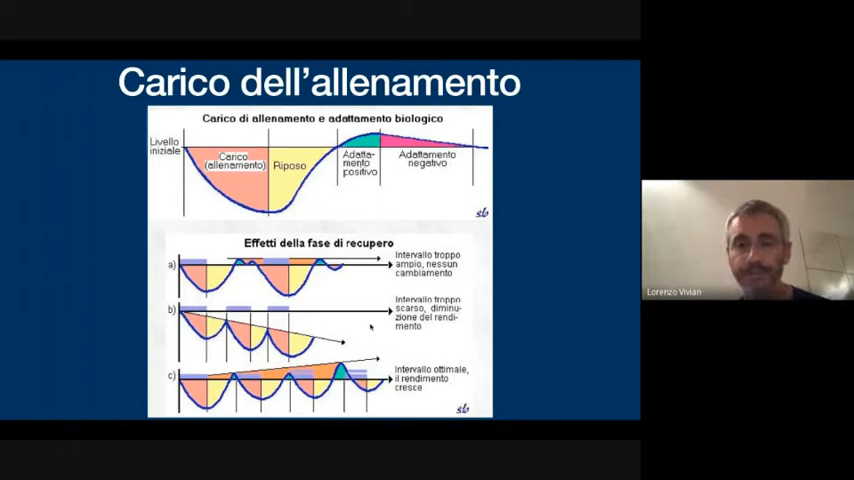 Carico dell'allenamento
Carico di allenamento e adattamento biologico
Livello
iniziale
Carico
(allenamento)
Riposo
Adatta-
mento
positivo
Adattamento
negativo
slo
Effetti della fase di recupero
a)
Intervallo troppo
ampio, nessun
cambiamento
b)
Intervallo troppo
scarso, diminu-
zione del rendi-
mento
c)
Intervallo ottimale,
il rendimento
cresce
slo
Lorenzo Vivian